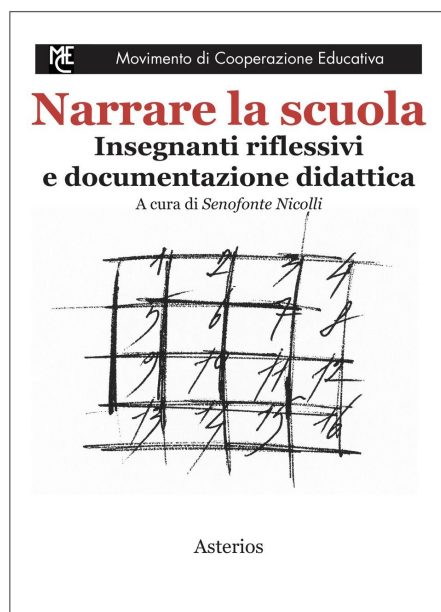 MCE Movimento di Cooperazione Educativa
Narrare la scuola
Insegnanti riflessivi
e documentazione didattica
A cura di Senofonte Nicolli
1 2 3 4
5 6 7 8
9 10 11 12
13 14 15 16
Asterios